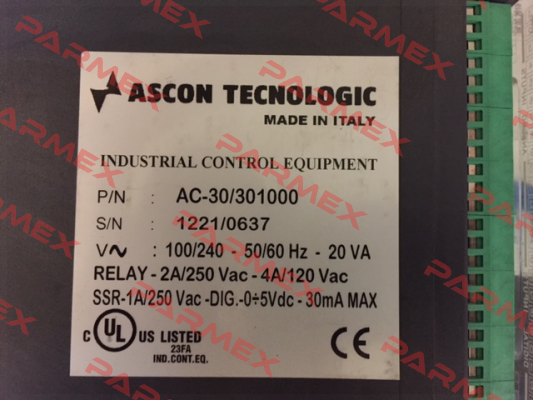 ASCON TECNOLOGIC
MADE IN ITALY
INDUSTRIAL CONTROL EQUIPMENT
P/N : AC-30/301000
S/N : 1221/0637
V∿ : 100/240 - 50/60 Hz - 20 VA
RELAY - 2A/250 Vac - 4A/120 Vac
SSR-1A/250 Vac -DIG.-0÷5Vdc - 30mA MAX
C UL US LISTED
23FA
IND.CONT.EQ.
CE
PARMEX
PARMEX
PARMEX
PARMEX
PARMEX
PARMEX